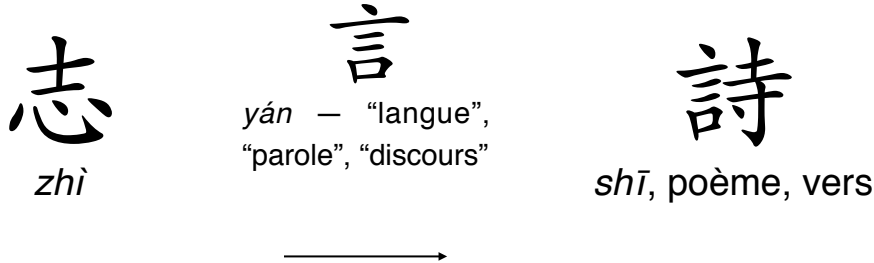 志
zhì
言
yán — “langue”,
“parole”, “discours”
詩
shī, poème, vers